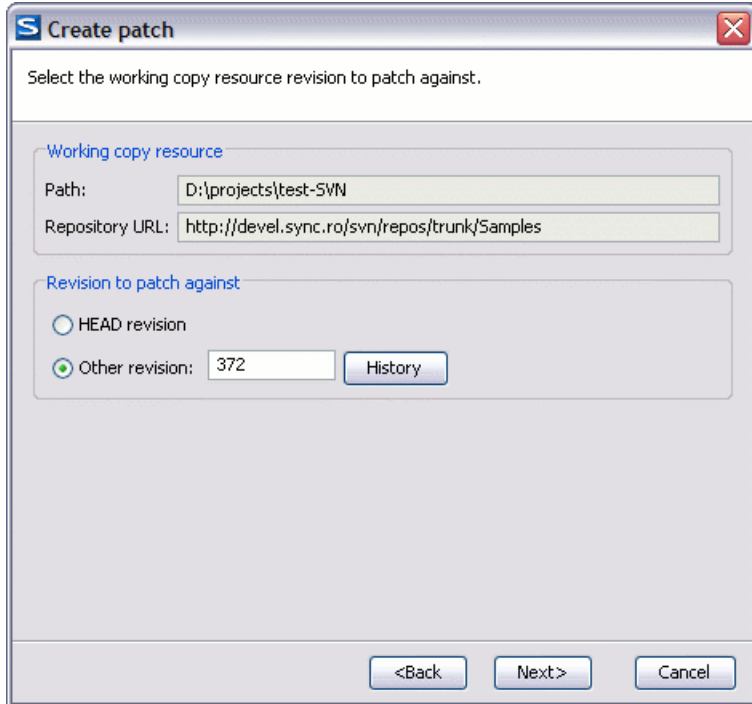 S Create patch
Select the working copy resource revision to patch against.
Working copy resource
Path: D:\projects\test-SVN
Repository URL: http://devel.sync.ro/svn/repos/trunk/Samples
Revision to patch against
HEAD revision
Other revision: 372 History
<Back Next> Cancel